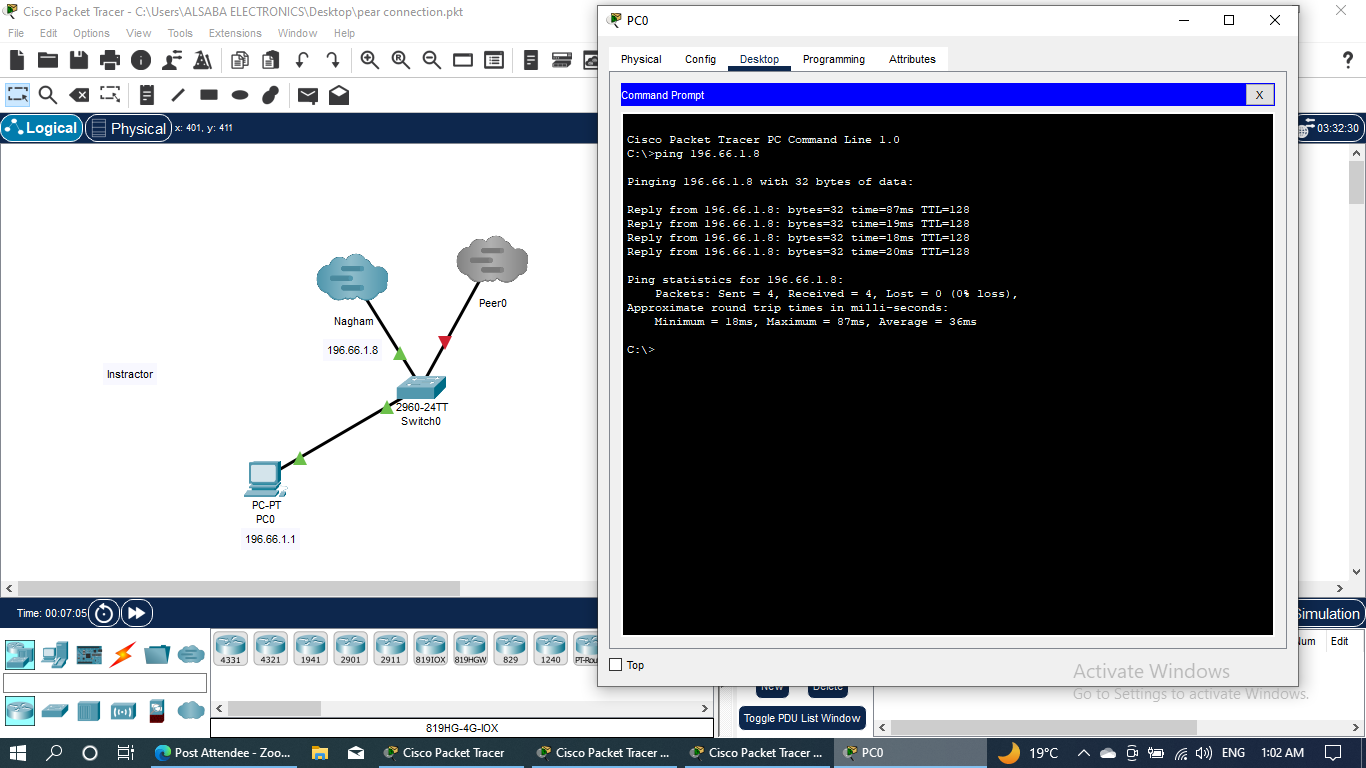 Cisco Packet Tracer - C:\Users\ALSABA ELECTRONICS\Desktop\pear connection.pkt
File Edit Options View Tools Extensions Window Help
Logical Physical x: 401, y: 411
03:32:30
Nagham
196.66.1.8
Peer0
Instractor
2960-24TT
Switch0
PC-PT
PC0
196.66.1.1
PC0
Physical Config Desktop Programming Attributes
Command Prompt X
Cisco Packet Tracer PC Command Line 1.0
C:\>ping 196.66.1.8
Pinging 196.66.1.8 with 32 bytes of data:
Reply from 196.66.1.8: bytes=32 time=87ms TTL=128
Reply from 196.66.1.8: bytes=32 time=19ms TTL=128
Reply from 196.66.1.8: bytes=32 time=18ms TTL=128
Reply from 196.66.1.8: bytes=32 time=20ms TTL=128
Ping statistics for 196.66.1.8:
Packets: Sent = 4, Received = 4, Lost = 0 (0% loss),
Approximate round trip times in milli-seconds:
Minimum = 18ms, Maximum = 87ms, Average = 36ms
C:\>
Top
Time: 00:07:05
Simulation
4331 4321 1941 2901 2911 819IOX 819HGW 829 1240 PT-Rou
819HG-4G-IOX
New Delete
Toggle PDU List Window
Num Edit
Activate Windows
Go to Settings to activate Windows.
Post Attendee - Zoo... Cisco Packet Tracer Cisco Packet Tracer ... Cisco Packet Tracer ... PC0 19°C ENG 1:02 AM